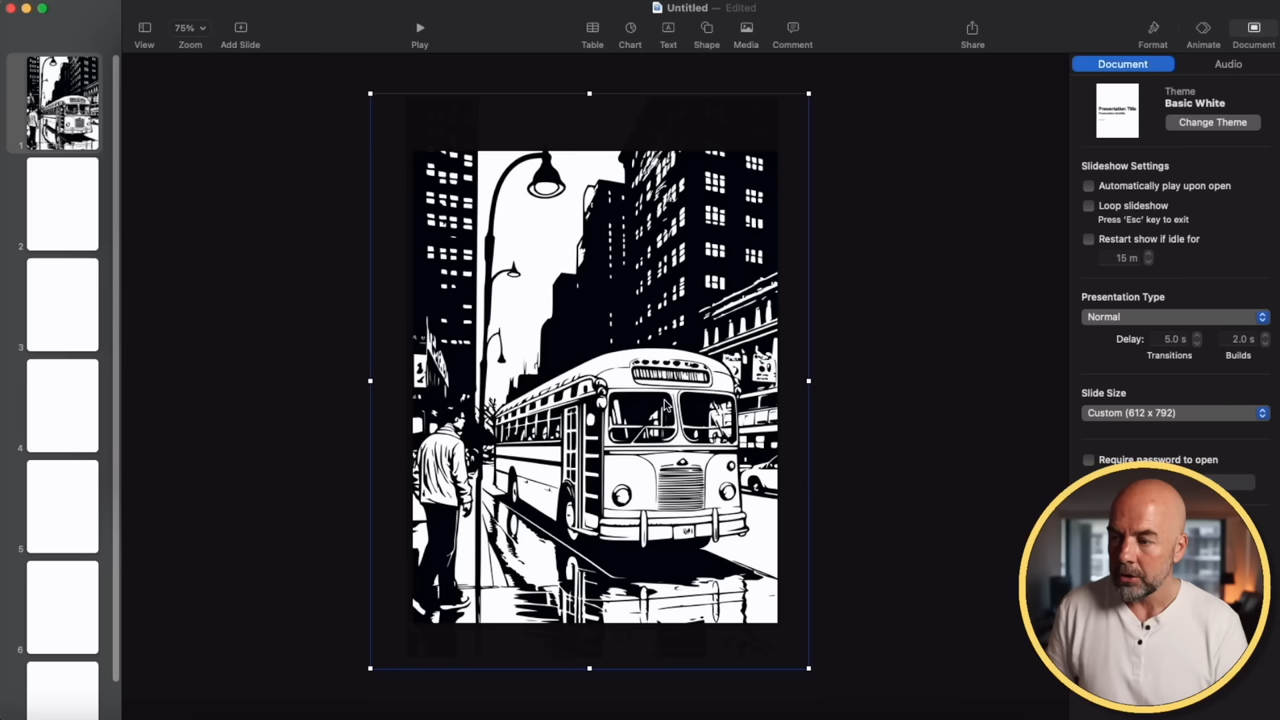 Untitled — Edited
View
75%
Zoom
Add Slide
Play
Table
Chart
Text
Shape
Media
Comment
Share
Format
Animate
Document
Document
Audio
Theme
Basic White
Change Theme
Presentation Title
Slideshow Settings
Automatically play upon open
Loop slideshow
Press ‘Esc’ key to exit
Restart show if idle for
15 m
Presentation Type
Normal
Delay: 5.0 s 2.0 s
Transitions Builds
Slide Size
Custom (612 x 792)
Require password to open
1
2
3
4
5
6